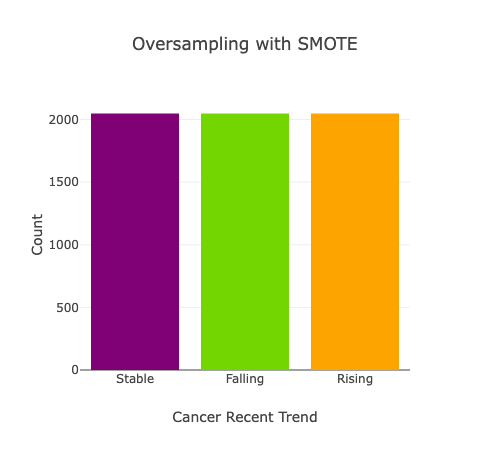 Oversampling with SMOTE
2000
1500
1000
500
0
Count
Stable Falling Rising
Cancer Recent Trend